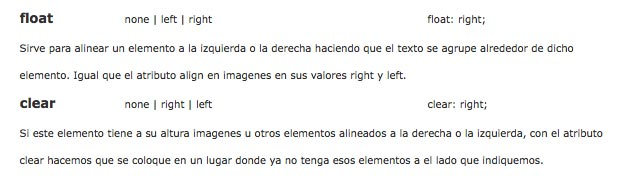 float none | left | right float: right;
Sirve para alinear un elemento a la izquierda o la derecha haciendo que el texto se agrupe alrededor de dicho
elemento. Igual que el atributo align en imagenes en sus valores right y left.
clear none | right | left clear: right;
Si este elemento tiene a su altura imagenes u otros elementos alineados a la derecha o la izquierda, con el atributo
clear hacemos que se coloque en un lugar donde ya no tenga esos elementos a el lado que indiquemos.